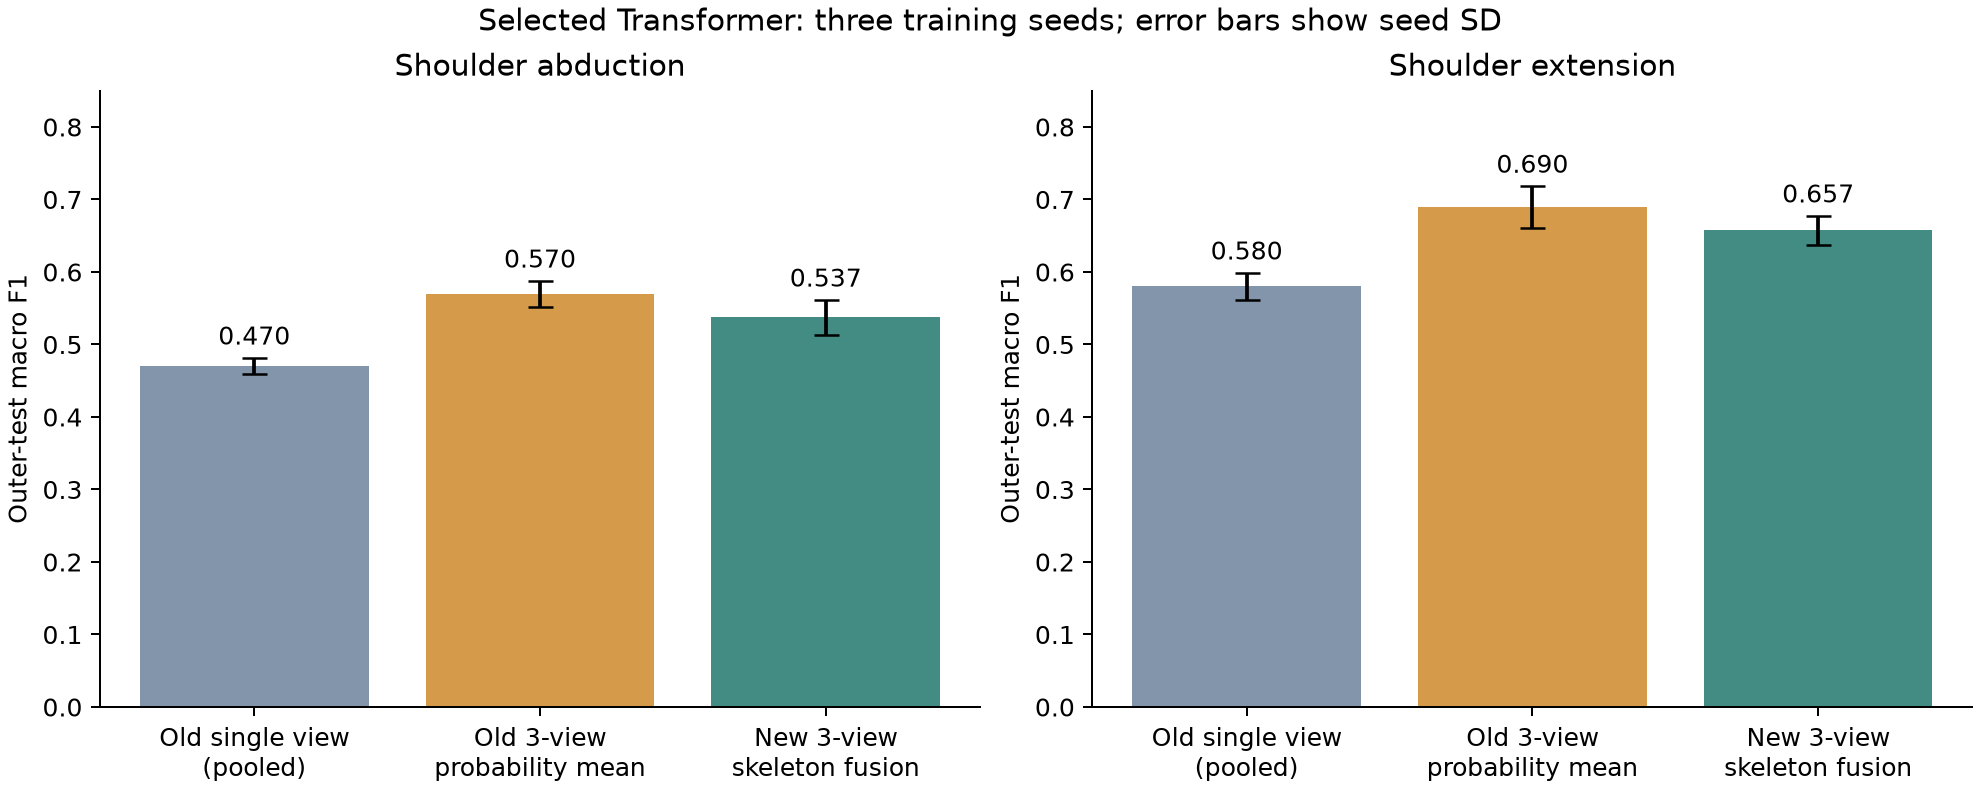 Selected Transformer: three training seeds; error bars show seed SD
Shoulder abduction
Outer-test macro F1
0.8
0.7
0.6
0.5
0.4
0.3
0.2
0.1
0.0
0.470
0.570
0.537
Old single view
(pooled)
Old 3-view
probability mean
New 3-view
skeleton fusion
Shoulder extension
Outer-test macro F1
0.8
0.7
0.6
0.5
0.4
0.3
0.2
0.1
0.0
0.580
0.690
0.657
Old single view
(pooled)
Old 3-view
probability mean
New 3-view
skeleton fusion